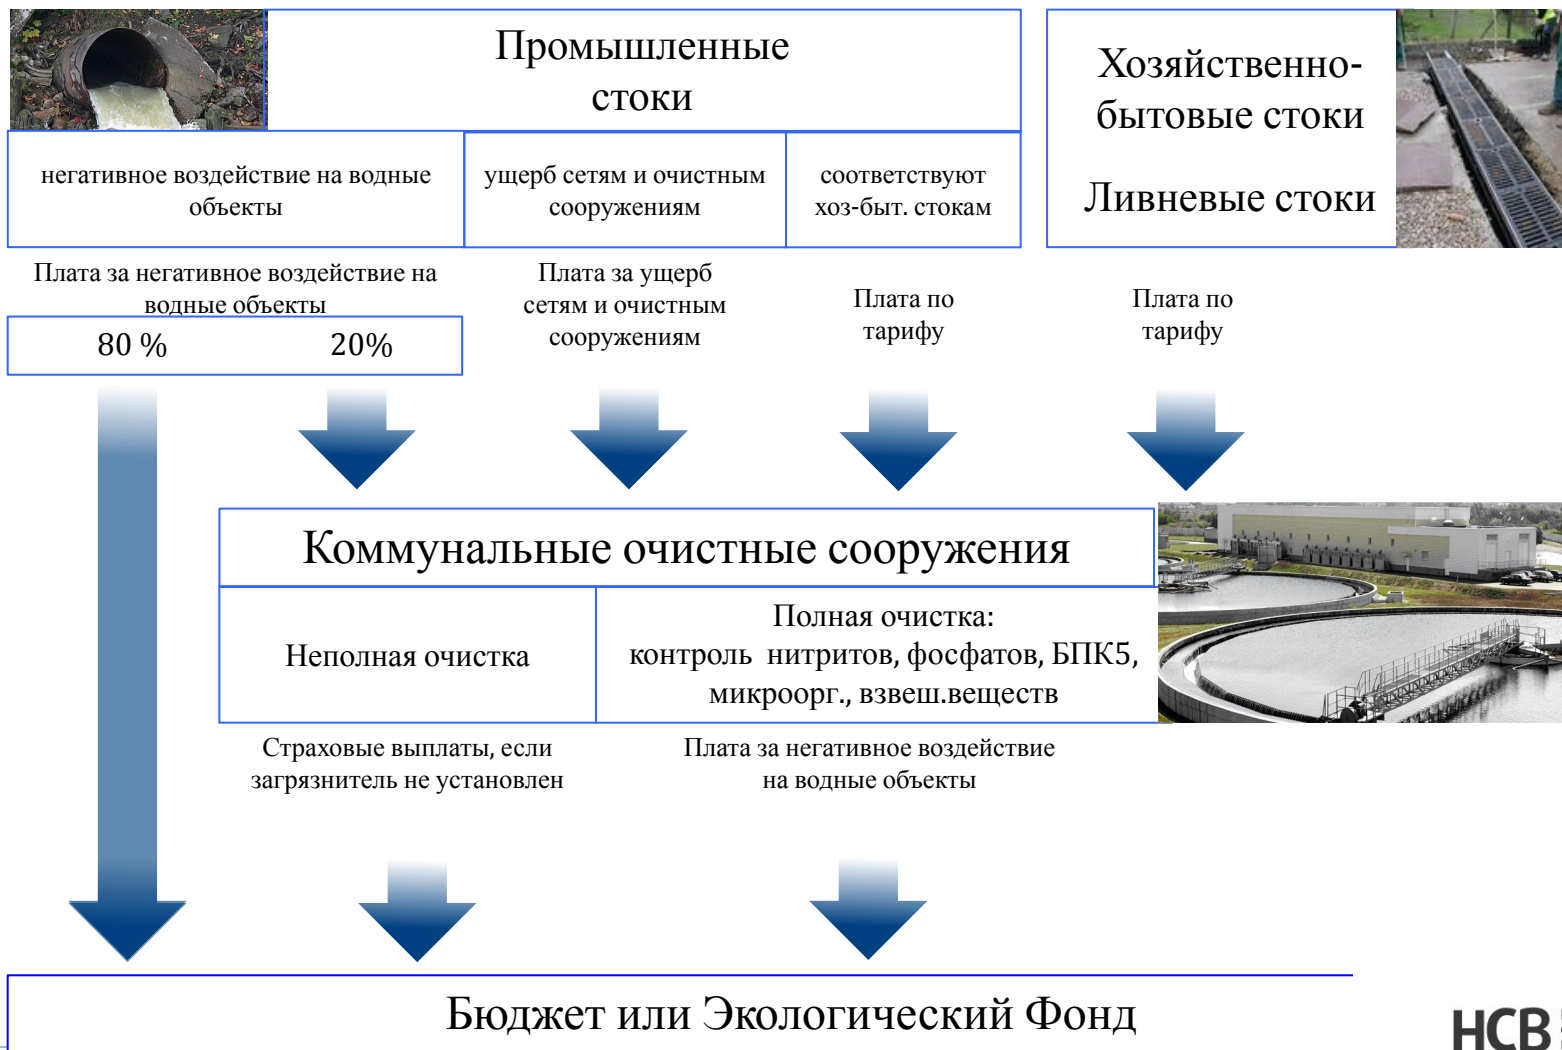 Промышленные
стоки
Хозяйственно-
бытовые стоки
Ливневые стоки
негативное воздействие на водные
объекты
ущерб сетям и очистным
сооружениям
соответствуют
хоз-быт. стокам
Плата за негативное воздействие на
водные объекты
80 % 20%
Плата за ущерб
сетям и очистным
сооружениям
Плата по
тарифу
Плата по
тарифу
Коммунальные очистные сооружения
Неполная очистка
Полная очистка:
контроль нитритов, фосфатов, БПК5,
микроорг., взвеш.веществ
Страховые выплаты, если
загрязнитель не установлен
Плата за негативное воздействие
на водные объекты
Бюджет или Экологический Фонд
НСВ